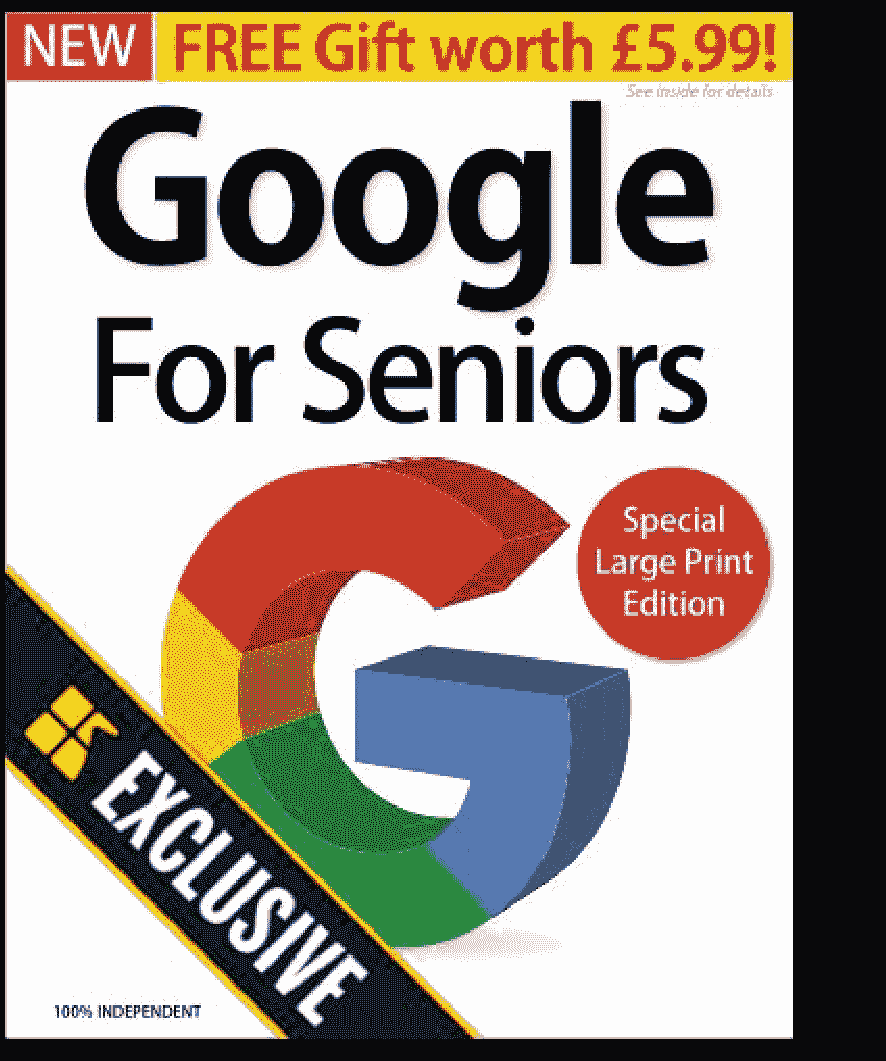 NEW
FREE Gift worth £5.99!
See inside for details
Google
For Seniors
Special
Large Print
Edition
EXCLUSIVE
100% INDEPENDENT